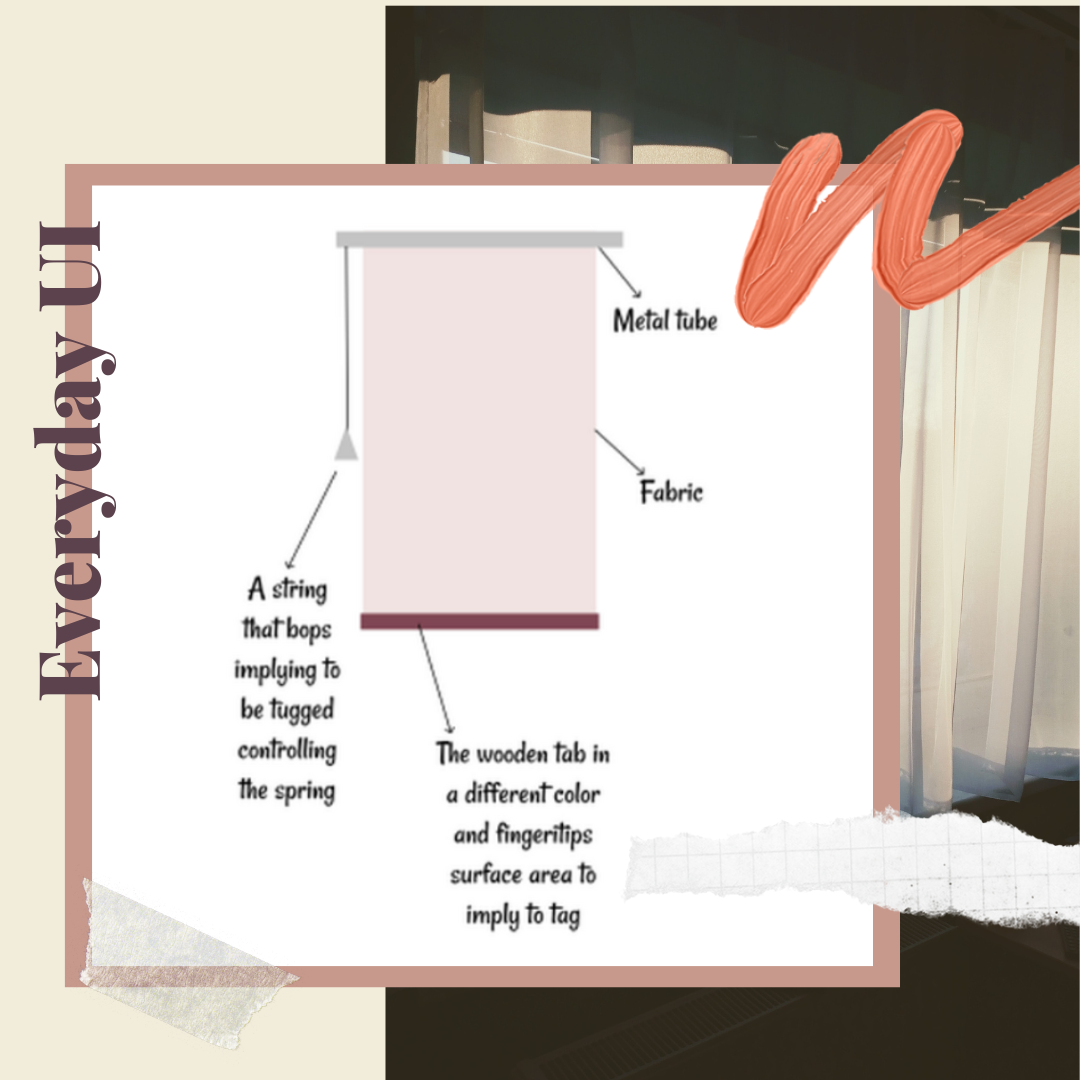 Everyday UI
Metal tube
Fabric
A string
that bops
implying to
be tugged
controlling
the spring
The wooden tab in
a different color
and fingeritips
surface area to
imply to tag